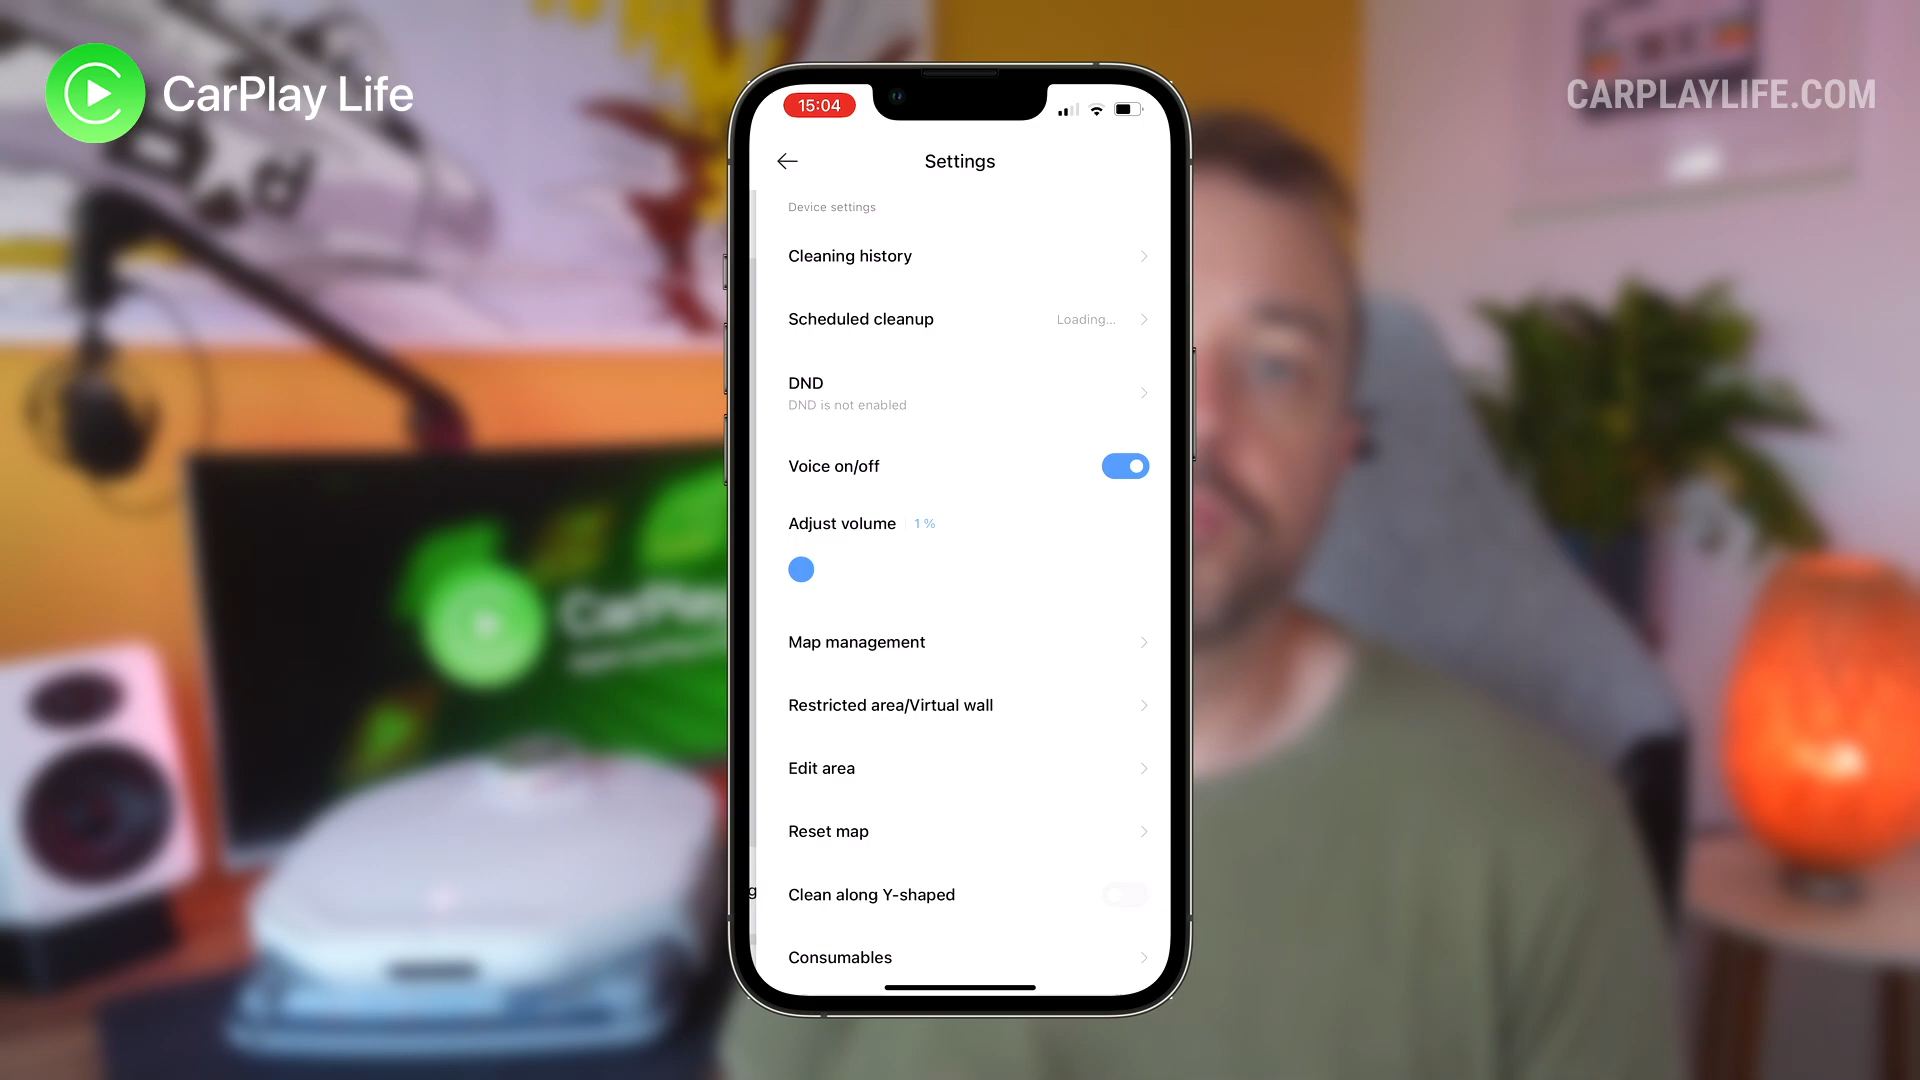 CarPlay Life
CARPLAYLIFE.COM
15:04
Settings
Device settings
Cleaning history
Scheduled cleanup
Loading...
DND
DND is not enabled
Voice on/off
Adjust volume
1 %
Map management
Restricted area/Virtual wall
Edit area
Reset map
Clean along Y-shaped
g
Consumables
CarPlay